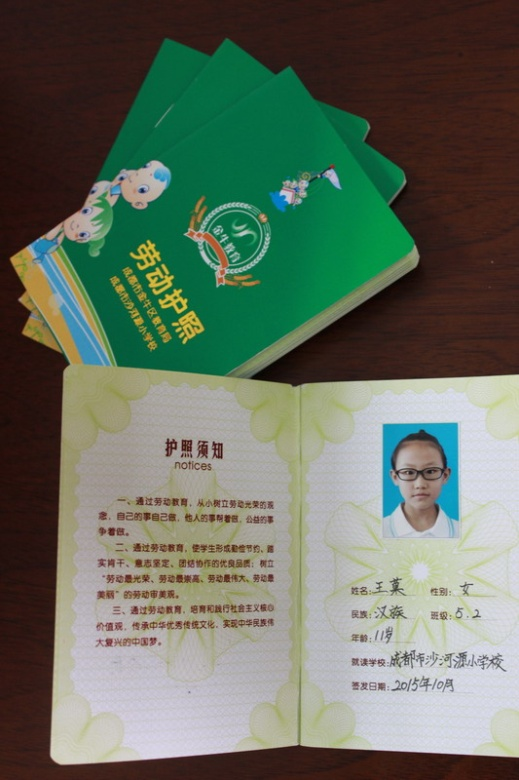 金牛教育
劳动护照
成都市金牛区教育局
成都市沙河源小学校
护照须知
notices
一、通过劳动教育，从小树立劳动光荣的观
念，自己的事自己做，他人的事帮着做，公益的事
争着做。
二、通过劳动教育，使学生形成勤俭节约、踏
实肯干、意志坚定、团结协作的优良品质；树立
“劳动最光荣、劳动最崇高、劳动最伟大、劳动最
美丽”的劳动审美观。
三、通过劳动教育，培育和践行社会主义核心
价值观，传承中华优秀传统文化，实现中华民族伟
大复兴的中国梦。
姓名：王菓 性别：女
民族：汉族 班级：5.2
年龄：11岁
就读学校：成都市沙河源小学校
签发日期：2015年10月